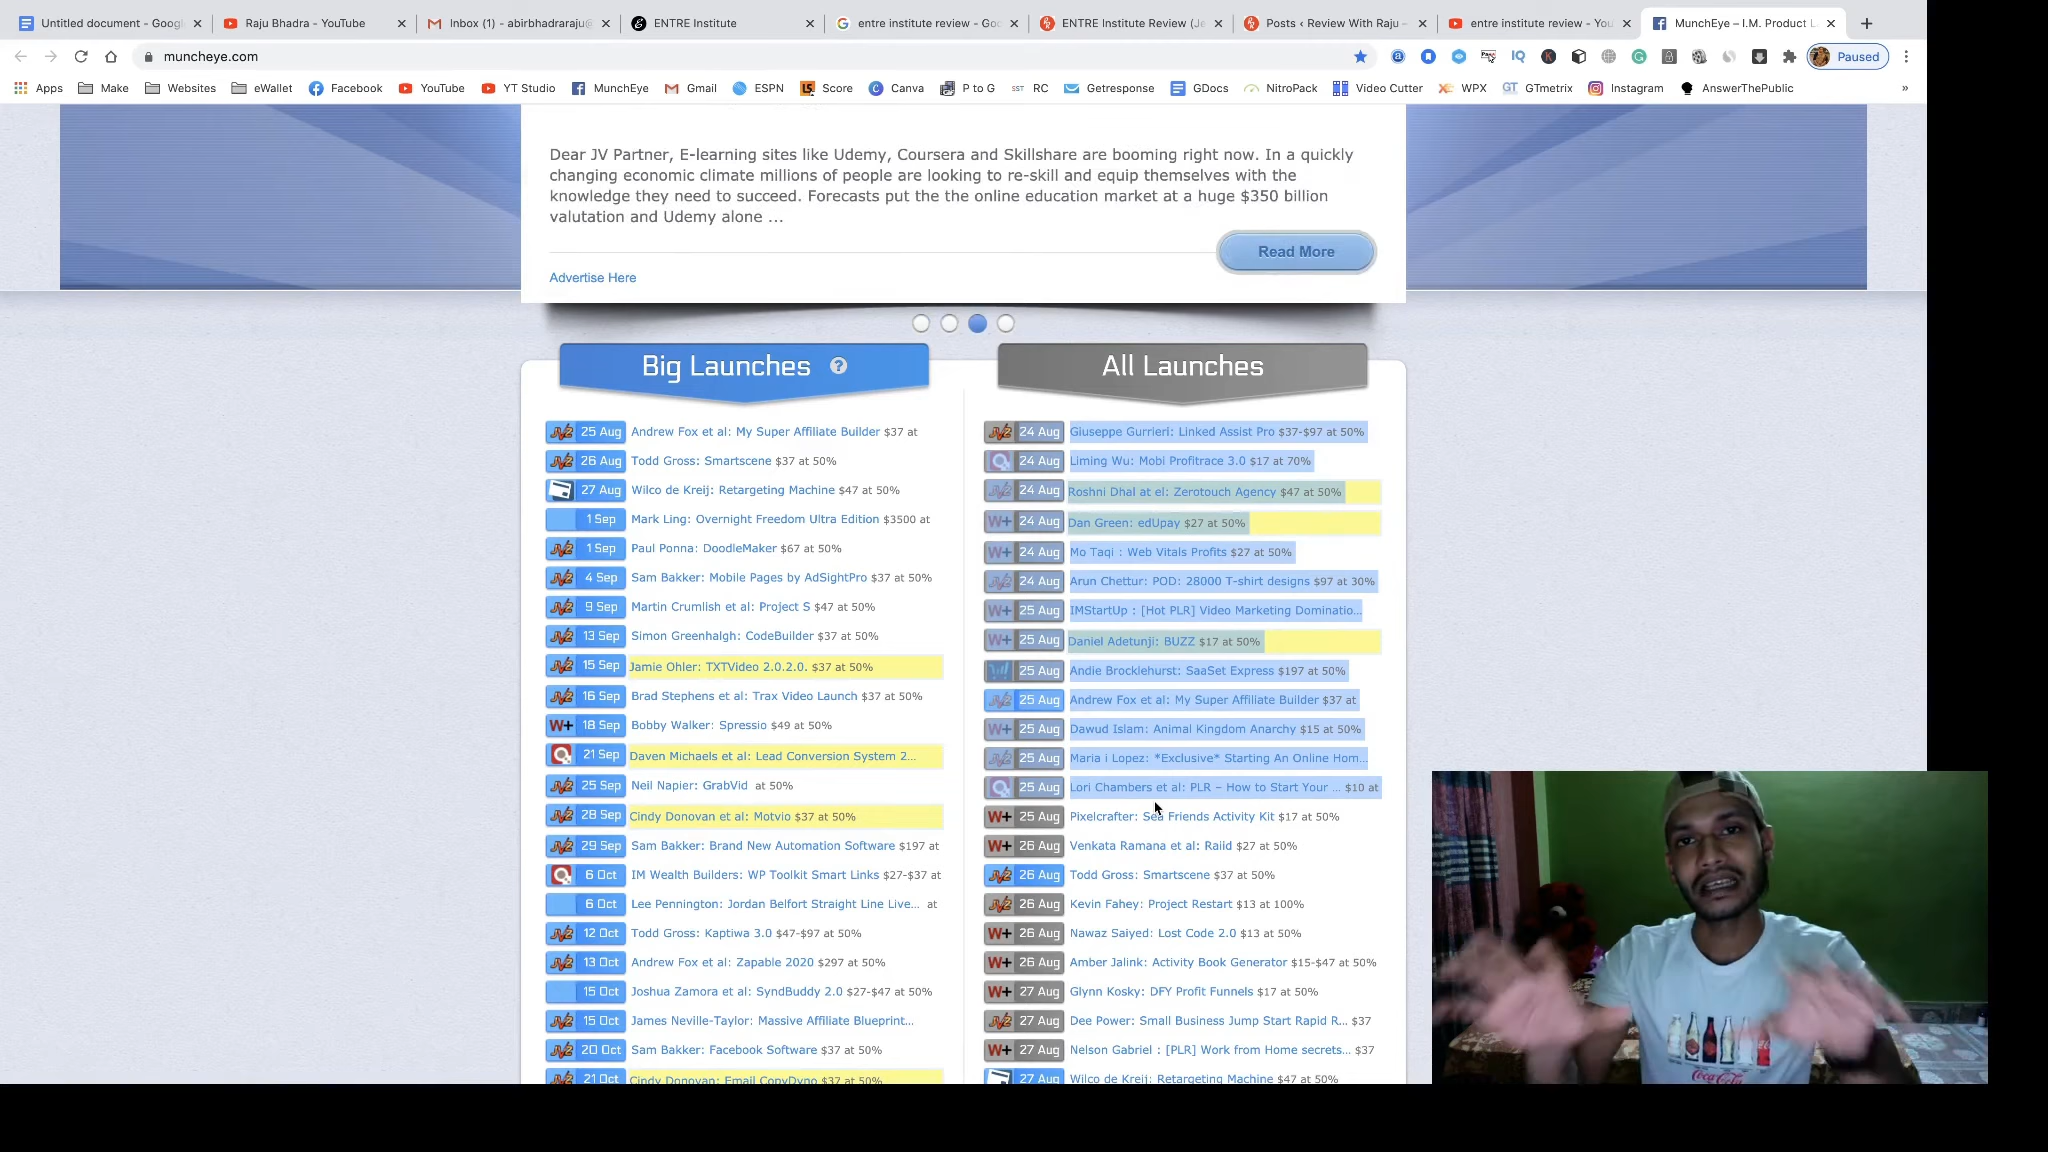 Untitled document - Googl
Raju Bhadra - YouTube
Inbox (1) - abirbhadraraju@
ENTRE Institute
entre institute review - Goo
ENTRE Institute Review (Je
Posts ‹ Review With Raju —
entre institute review - You
MunchEye – I.M. Product L
muncheye.com
Paused
Apps
Make
Websites
eWallet
Facebook
YouTube
YT Studio
MunchEye
Gmail
ESPN
Score
Canva
P to G
SST RC
Getresponse
GDocs
NitroPack
Video Cutter
WPX
GTmetrix
Instagram
AnswerThePublic
Dear JV Partner, E-learning sites like Udemy, Coursera and Skillshare are booming right now. In a quickly
changing economic climate millions of people are looking to re-skill and equip themselves with the
knowledge they need to succeed. Forecasts put the the online education market at a huge $350 billion
valutation and Udemy alone ...
Read More
Advertise Here
Big Launches ?
25 Aug Andrew Fox et al: My Super Affiliate Builder $37 at
26 Aug Todd Gross: Smartscene $37 at 50%
27 Aug Wilco de Kreij: Retargeting Machine $47 at 50%
1 Sep Mark Ling: Overnight Freedom Ultra Edition $3500 at
1 Sep Paul Ponna: DoodleMaker $67 at 50%
4 Sep Sam Bakker: Mobile Pages by AdSightPro $37 at 50%
9 Sep Martin Crumlish et al: Project S $47 at 50%
13 Sep Simon Greenhalgh: CodeBuilder $37 at 50%
15 Sep Jamie Ohler: TXTVideo 2.0.2.0. $37 at 50%
16 Sep Brad Stephens et al: Trax Video Launch $37 at 50%
W+ 18 Sep Bobby Walker: Spressio $49 at 50%
21 Sep Daven Michaels et al: Lead Conversion System 2...
25 Sep Neil Napier: GrabVid at 50%
28 Sep Cindy Donovan et al: Motvio $37 at 50%
29 Sep Sam Bakker: Brand New Automation Software $197 at
6 Oct IM Wealth Builders: WP Toolkit Smart Links $27-$37 at
6 Oct Lee Pennington: Jordan Belfort Straight Line Live... at
12 Oct Todd Gross: Kaptiwa 3.0 $47-$97 at 50%
13 Oct Andrew Fox et al: Zapable 2020 $297 at 50%
15 Oct Joshua Zamora et al: SyndBuddy 2.0 $27-$47 at 50%
15 Oct James Neville-Taylor: Massive Affiliate Blueprint...
20 Oct Sam Bakker: Facebook Software $37 at 50%
21 Oct Cindy Donovan: Email CopyDyno $37 at 50%
All Launches
24 Aug Giuseppe Gurrieri: Linked Assist Pro $37-$97 at 50%
24 Aug Liming Wu: Mobi Profitrace 3.0 $17 at 70%
24 Aug Roshni Dhal at el: Zerotouch Agency $47 at 50%
W+ 24 Aug Dan Green: edUpay $27 at 50%
W+ 24 Aug Mo Taqi : Web Vitals Profits $27 at 50%
24 Aug Arun Chettur: POD: 28000 T-shirt designs $97 at 30%
W+ 25 Aug IMStartUp : [Hot PLR] Video Marketing Dominatio...
W+ 25 Aug Daniel Adetunji: BUZZ $17 at 50%
25 Aug Andie Brocklehurst: SaaSet Express $197 at 50%
25 Aug Andrew Fox et al: My Super Affiliate Builder $37 at
W+ 25 Aug Dawud Islam: Animal Kingdom Anarchy $15 at 50%
25 Aug Maria i Lopez: *Exclusive* Starting An Online Hom...
25 Aug Lori Chambers et al: PLR – How to Start Your ... $10 at
W+ 25 Aug Pixelcrafter: Sea Friends Activity Kit $17 at 50%
W+ 26 Aug Venkata Ramana et al: Raiid $27 at 50%
26 Aug Todd Gross: Smartscene $37 at 50%
26 Aug Kevin Fahey: Project Restart $13 at 100%
W+ 26 Aug Nawaz Saiyed: Lost Code 2.0 $13 at 50%
W+ 26 Aug Amber Jalink: Activity Book Generator $15-$47 at 50%
W+ 27 Aug Glynn Kosky: DFY Profit Funnels $17 at 50%
27 Aug Dee Power: Small Business Jump Start Rapid R... $37
W+ 27 Aug Nelson Gabriel : [PLR] Work from Home secrets... $37
27 Aug Wilco de Kreij: Retargeting Machine $47 at 50%
Coca-Cola